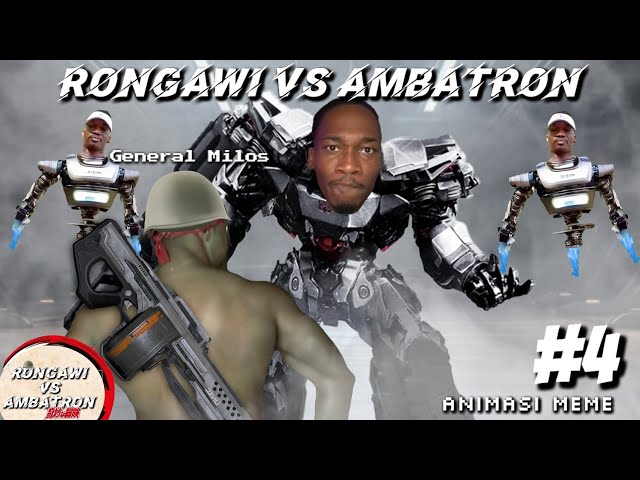 RONGAWI VS AMBATRON
General Milos
#4
RONGAWI
VS
AMBATRON
ANIMASI MEME